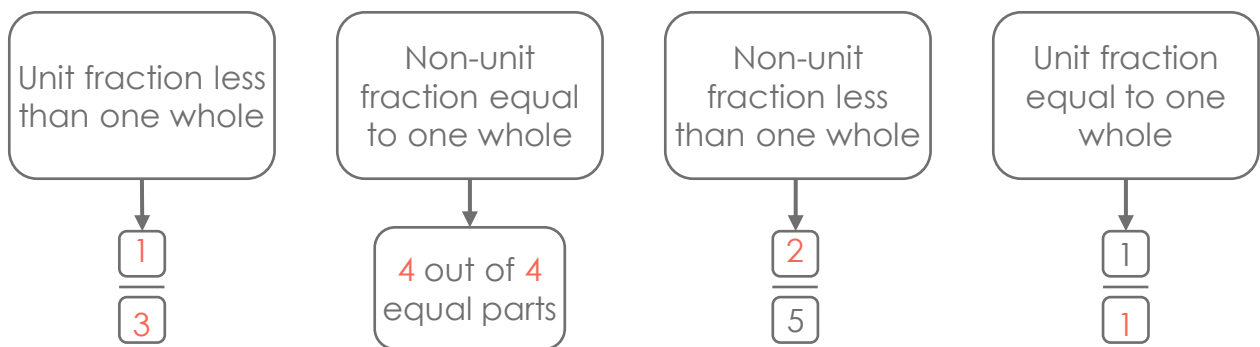 Unit fraction less
than one whole
Non-unit
fraction equal
to one whole
Non-unit
fraction less
than one whole
Unit fraction
equal to one
whole
1
3
4 out of 4
equal parts
2
5
1
1